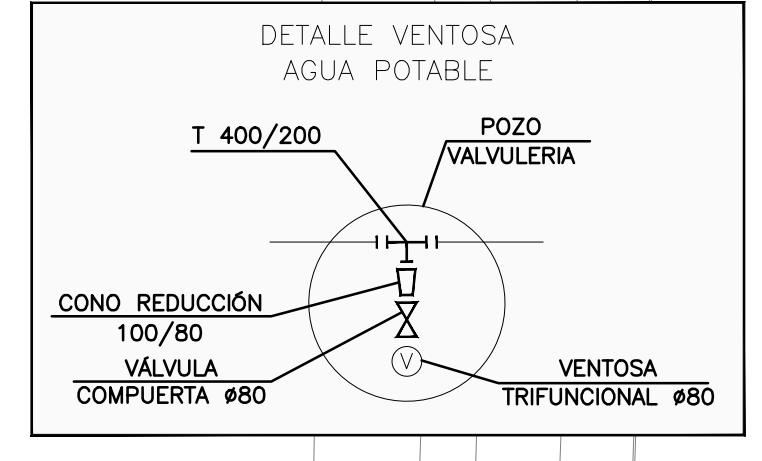 DETALLE VENTOSA
AGUA POTABLE
T 400/200
POZO
VALVULERIA
CONO REDUCCIÓN
100/80
VÁLVULA
COMPUERTA ø80
V
VENTOSA
TRIFUNCIONAL ø80